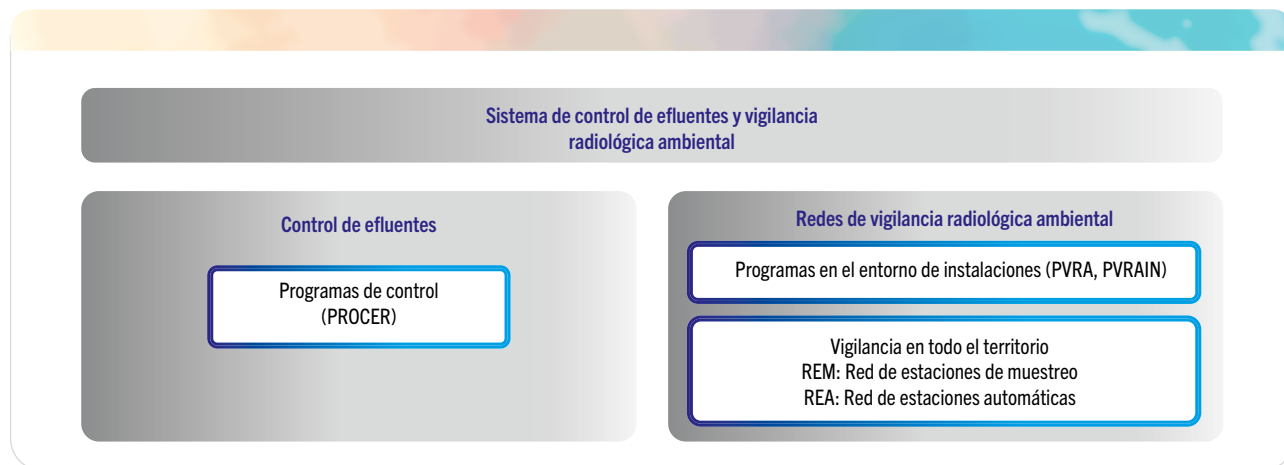 Sistema de control de efluentes y vigilancia
radiológica ambiental
Control de efluentes
Programas de control
(PROCER)
Redes de vigilancia radiológica ambiental
Programas en el entorno de instalaciones (PVRA, PVRAIN)
Vigilancia en todo el territorio
REM: Red de estaciones de muestreo
REA: Red de estaciones automáticas